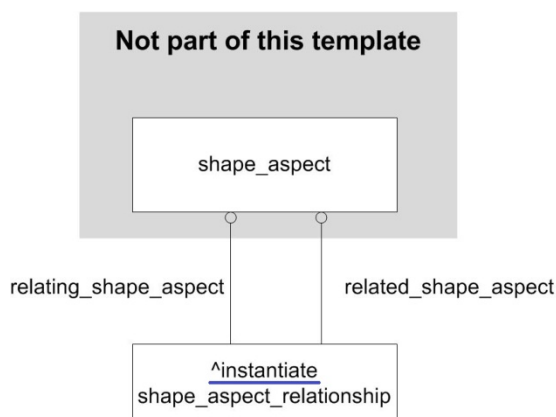 Not part of this template
shape_aspect
relating_shape_aspect
related_shape_aspect
^instantiate
shape_aspect_relationship